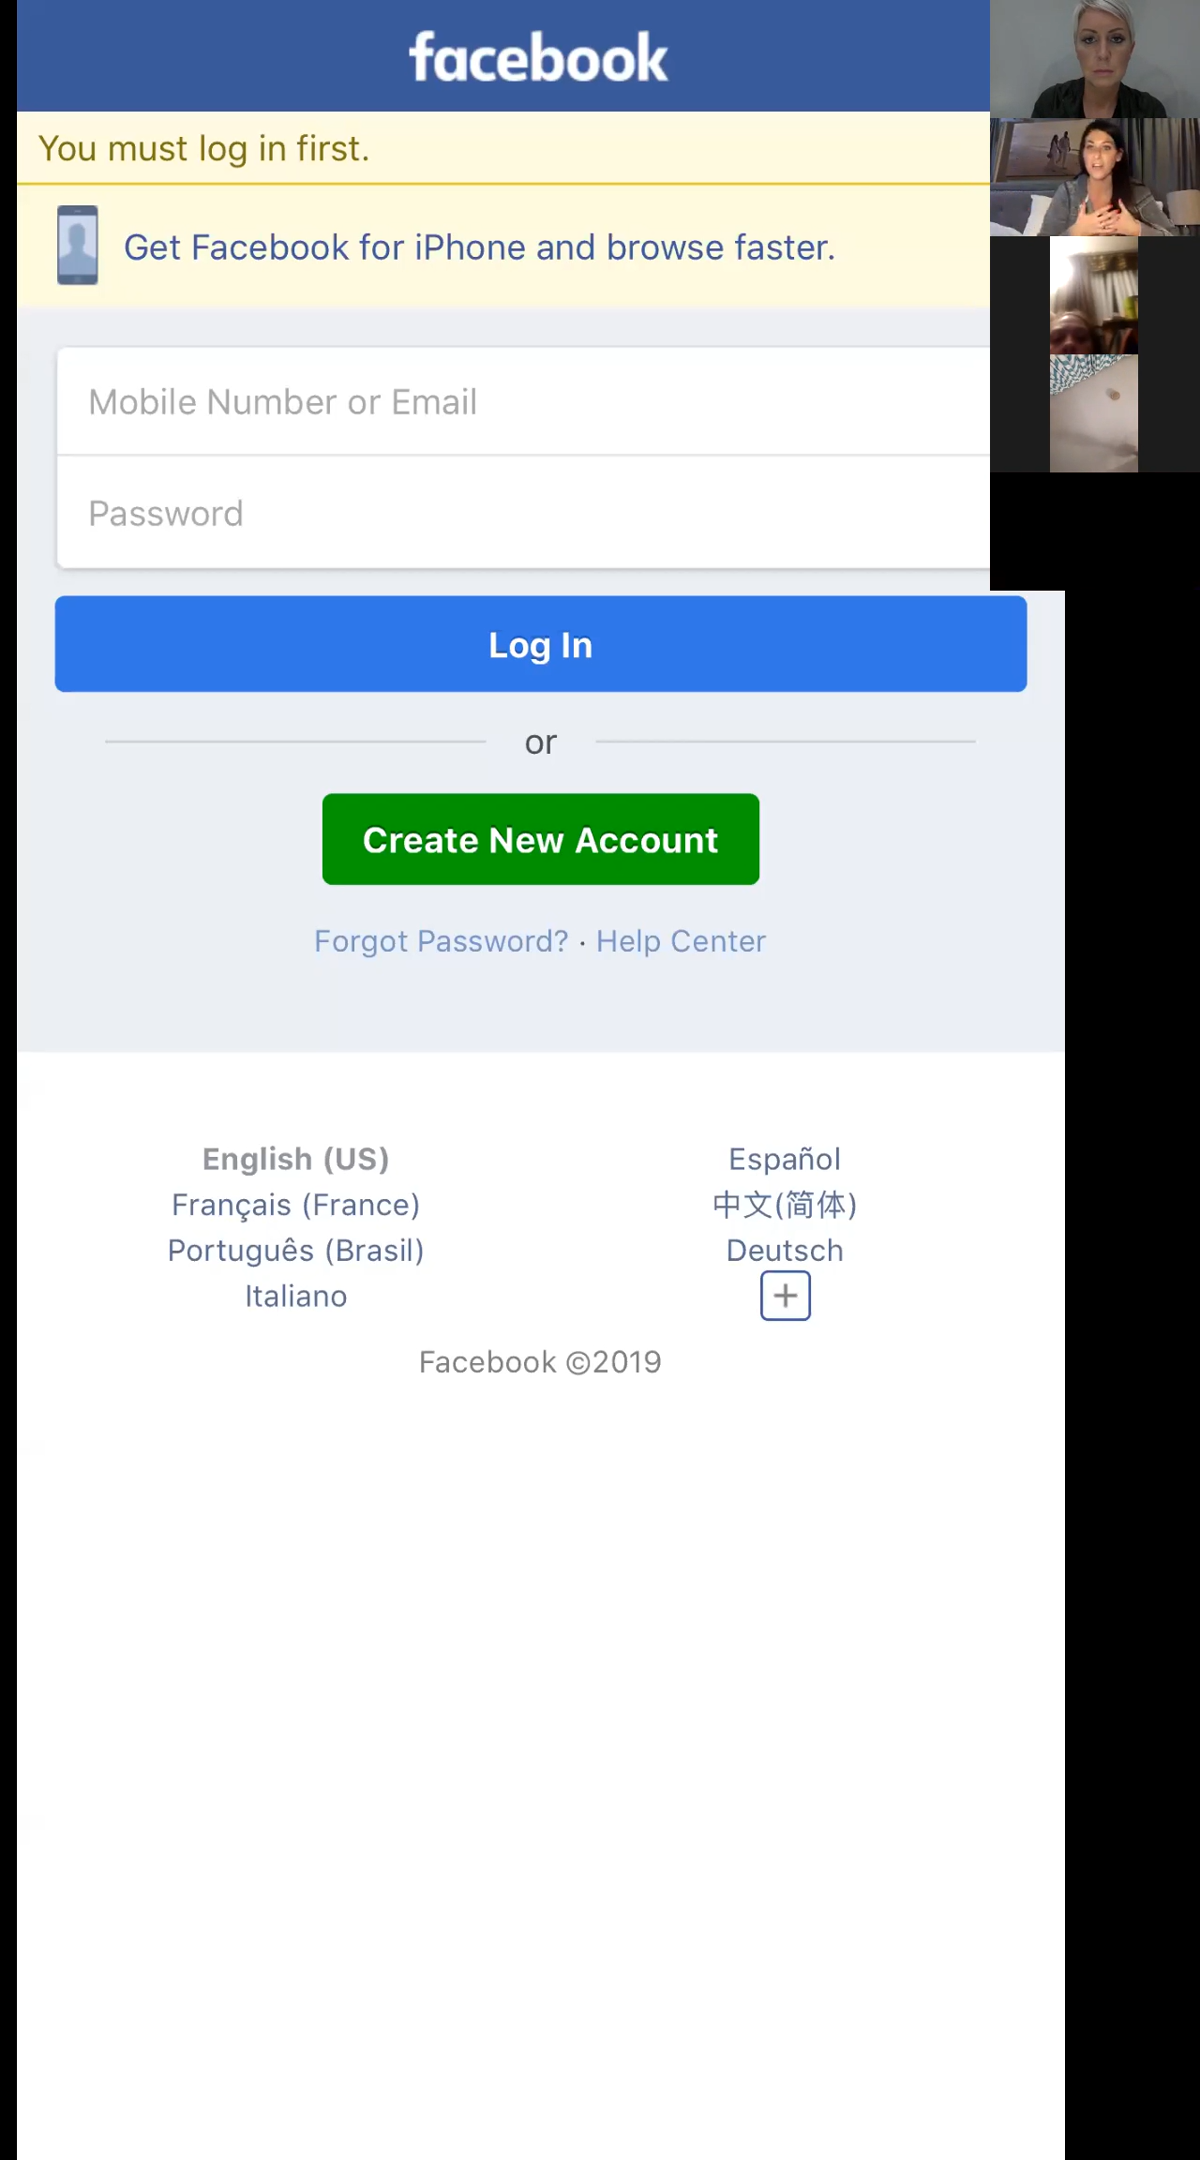 facebook
You must log in first.
Get Facebook for iPhone and browse faster.
Mobile Number or Email
Password
Log In
or
Create New Account
Forgot Password? · Help Center
English (US)
Español
Français (France)
中文(简体)
Português (Brasil)
Deutsch
Italiano
+
Facebook ©2019